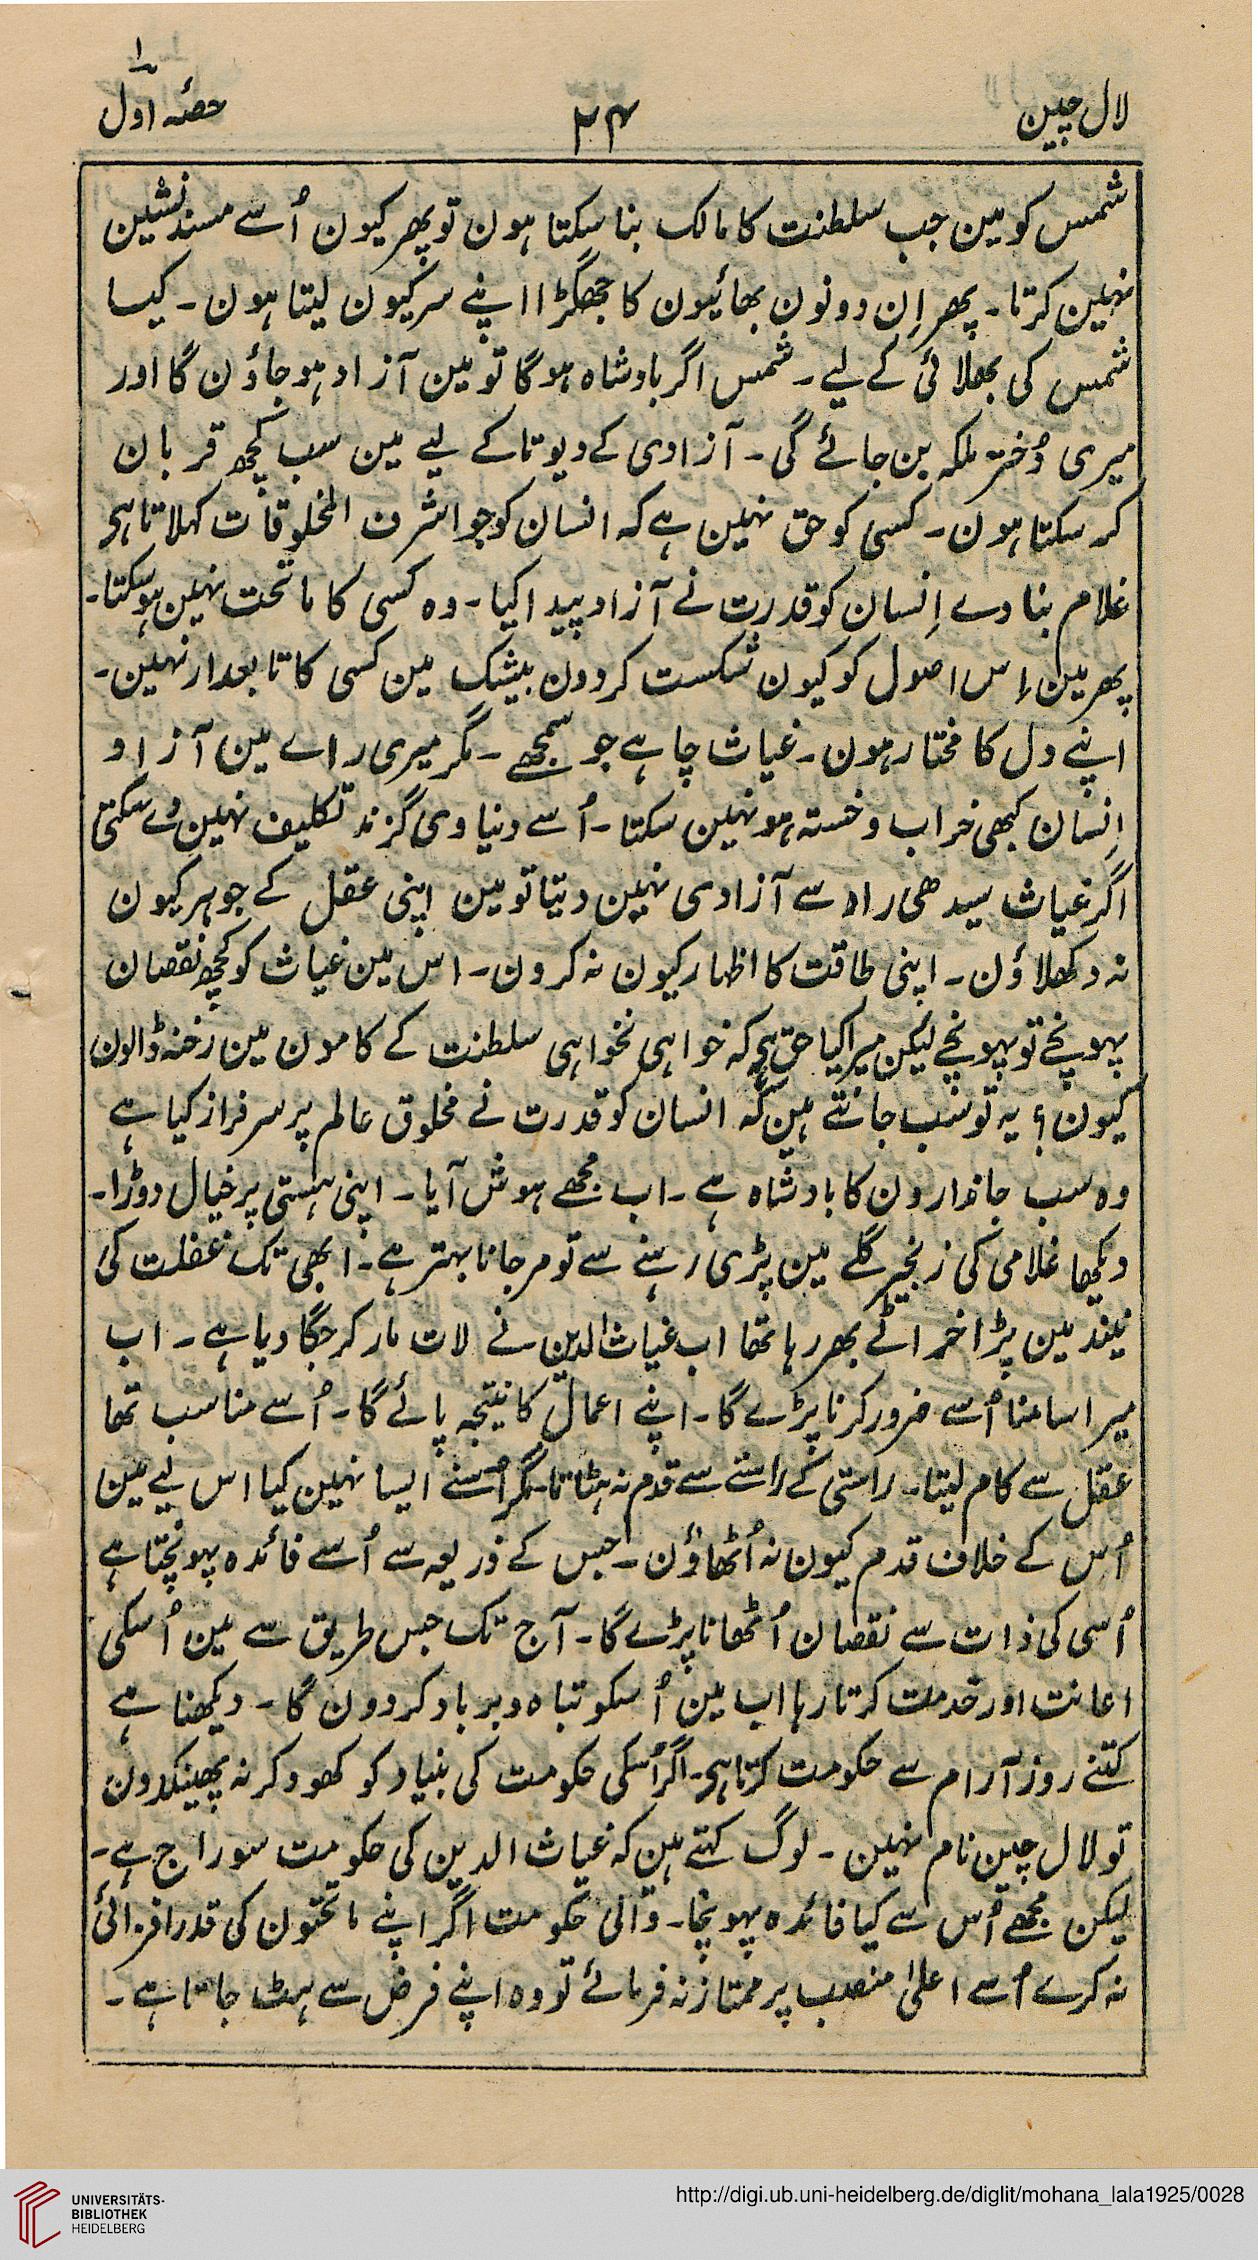 لال چین
۲۴
حصّہ اول
۱
شمس کو مین جب سلطنت کا مالک بنا سکتا ہون تو پھر کیون اُسے مسند نشین
نہین کرتا۔ پھر اِن دونون بھائیون کا جھگڑا اپنے سر کیون لیتا ہون۔ کیسا
شمس کی بھلائی کے لیے۔ شمس اگر بادشاہ ہو گا تو مین آزاد ہو جاؤن گا اور
میری دُختر ملکہ بن جائے گی۔ آزادی کے دیوتا کے لیے مین سب کچھ قربان
کر سکتا ہون۔ کسی کو حق نہین ہے کہ انسان کو جو اشرف المخلوقات کہلاتا ہی
غلام بنا دے اِنسان کو قدرت نے آزاد پیدا کیا۔ وہ کسی کا ماتحت نہین ہو سکتا۔
پھر مین اِس اصول کو کیون شکست کر دون بیشک مین کسی کا تابعدار نہین۔
اپنے دل کا مختار ہون۔ غیاث چاہے جو سمجھے۔ مگر میری راے مین آزاد
اِنسان کبھی خراب و خستہ ہو نہین سکتا۔ اُسے دنیاوی گزند تکلیف نہین دے سکتی
اگر غیاث سیدھی راہ سے آزادی نہین دیتا تو مین اپنی عقل کے جوہر کیون
نہ دکھلاؤن۔ اپنی طاقت کا اظہار کیون نہ کرون۔ اس مین غیاث کو کچھ نقصان
پہونچے تو پہونچے لیکن میرا کیا حق ہی کہ خواہی نخواہی سلطنت کے کامون مین رخنہ ڈالون
کیون؟ یہ تو سب جانتے ہین کہ انسان کو قدرت نے مخلوق عالم پر سرفراز کیا ہے
وہ سب جاندارون کا بادشاہ ہے۔ اب مجھے ہوش آیا۔ اپنی ہستی پر خیال دوڑا۔
دیکھا غلامی کی زنجیر گلے مین پڑی رہنے سے تو مر جانا بہتر ہے۔ ابھی تک غفلت کی
نیند مین پڑا خراٹے بھر رہا تھا اب غیاث الدین نے لات مار کر جگا دیا ہے۔ اب
میرا سامنا اُسے ضرور کرنا پڑے گا۔ اپنے اعمال کا نتیجہ پائے گا۔ اُسے مناسب تھا
عقل سے کام لیتا۔ راستی کے راستے سے قدم نہ ہٹاتا۔ مگر اُسنے ایسا نہین کیا اس لیے مین
اُس کے خلاف قدم کیون نہ اُٹھاؤن۔ جس کے ذریعہ سے اُسے فائدہ پہونچتا ہے
اُسی کی ذات سے نقصان اُٹھانا پڑے گا۔ آج تک جس طریق سے مین اُسکی
اعانت اور خدمت کرتا رہا اب مین اُسکو تباہ و برباد کر دون گا۔ دیکھنا ہے
کتنے روز آرام سے حکومت کرتا ہی۔ اگر اُسکی حکومت کی بنیاد کو کھود کر نہ پھینکدون
تو لال چین نام نہین۔ لوگ کہتے ہین کہ غیاث الدین کی حکومت سوراج ہے۔
لیکن مجھے اُس سے کیا فائدہ پہونچا۔ والی حکومت اگر اپنے ماتحتون کی قدر افزائی
نہ کرے اُسے اعلیٰ منصب پر ممتاز نہ فرمائے تو وہ اپنے فرض سے ہٹ جاتا ہے۔
UNIVERSITÄTS-
BIBLIOTHEK
HEIDELBERG
http://digi.ub.uni-heidelberg.de/diglit/mohana_lala1925/0028